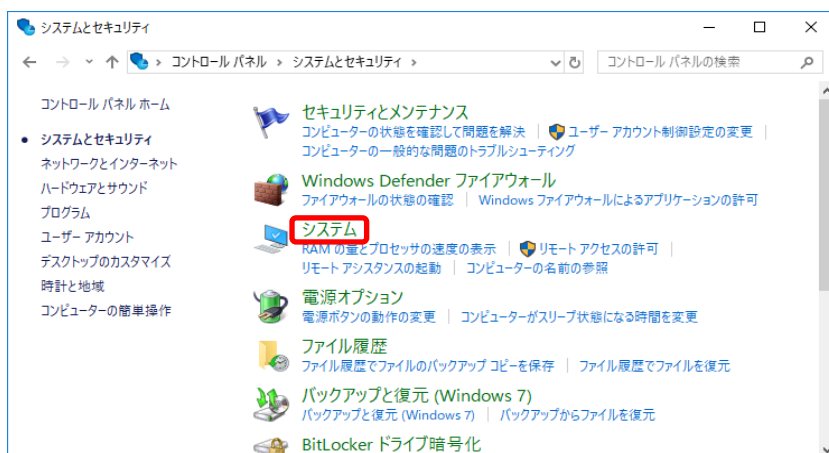 システムとセキュリティ
コントロール パネル › システムとセキュリティ ›
コントロール パネルの検索
コントロール パネル ホーム
システムとセキュリティ
ネットワークとインターネット
ハードウェアとサウンド
プログラム
ユーザー アカウント
デスクトップのカスタマイズ
時計と地域
コンピューターの簡単操作
セキュリティとメンテナンス
コンピューターの状態を確認して問題を解決 | ユーザー アカウント制御設定の変更 |
コンピューターの一般的な問題のトラブルシューティング
Windows Defender ファイアウォール
ファイアウォールの状態の確認 | Windows ファイアウォールによるアプリケーションの許可
システム
RAM の量とプロセッサの速度の表示 | リモート アクセスの許可 |
リモート アシスタンスの起動 | コンピューターの名前の参照
電源オプション
電源ボタンの動作の変更 | コンピューターがスリープ状態になる時間を変更
ファイル履歴
ファイル履歴でファイルのバックアップ コピーを保存 | ファイル履歴でファイルを復元
バックアップと復元 (Windows 7)
バックアップと復元 (Windows 7) | バックアップからファイルを復元
BitLocker ドライブ暗号化